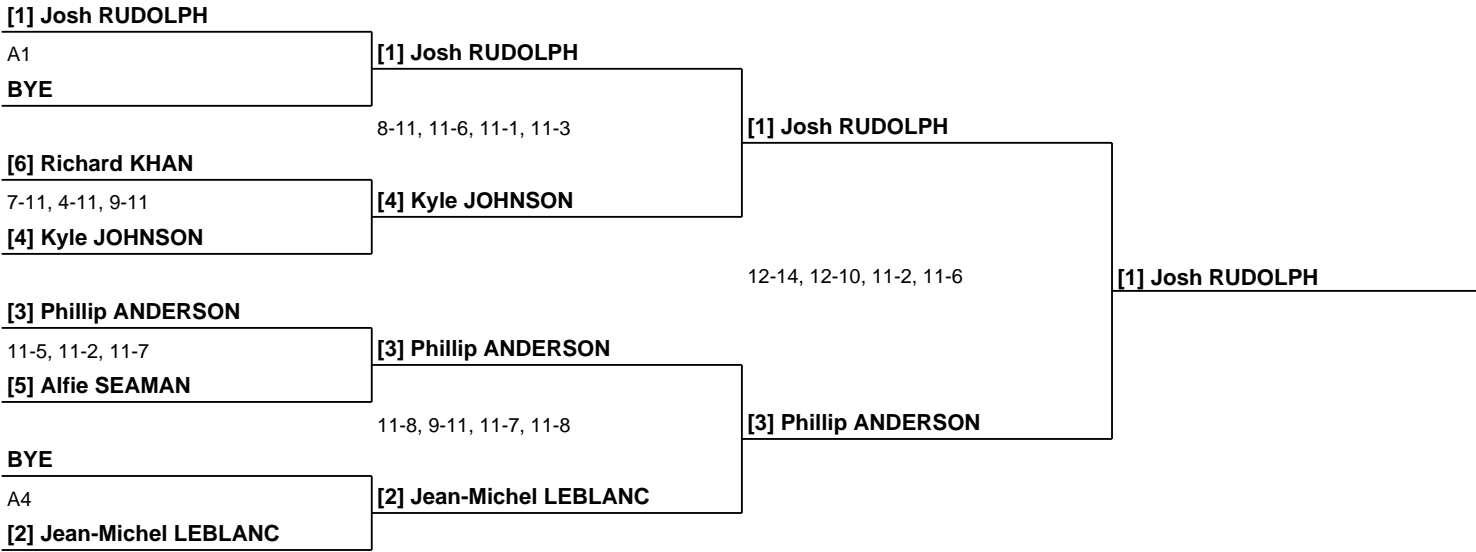 [1] Josh RUDOLPH
A1
[1] Josh RUDOLPH
BYE
8-11, 11-6, 11-1, 11-3
[1] Josh RUDOLPH
[6] Richard KHAN
7-11, 4-11, 9-11
[4] Kyle JOHNSON
[4] Kyle JOHNSON
12-14, 12-10, 11-2, 11-6
[1] Josh RUDOLPH
[3] Phillip ANDERSON
11-5, 11-2, 11-7
[3] Phillip ANDERSON
[5] Alfie SEAMAN
11-8, 9-11, 11-7, 11-8
[3] Phillip ANDERSON
BYE
A4
[2] Jean-Michel LEBLANC
[2] Jean-Michel LEBLANC